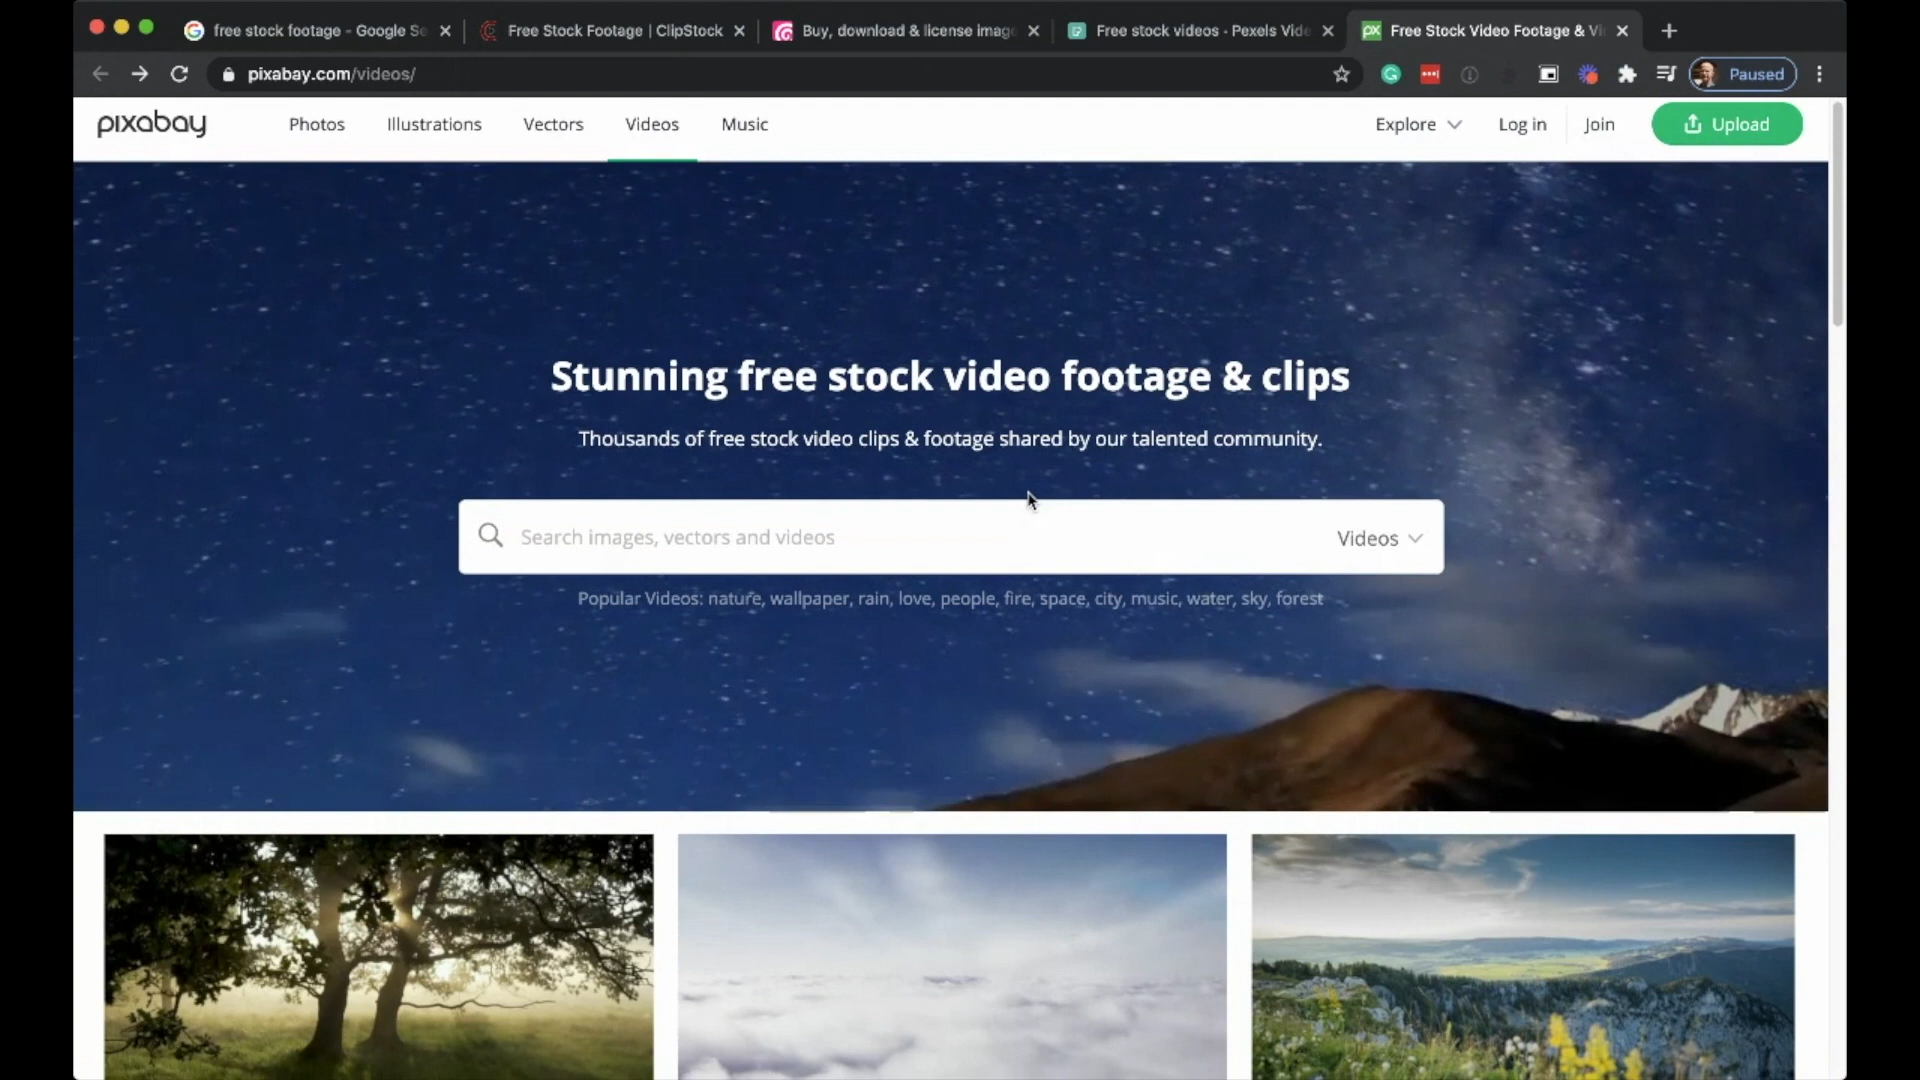 free stock footage - Google Se
Free Stock Footage | ClipStock
Buy, download & license imag
Free stock videos - Pexels Vide
Free Stock Video Footage & Vi
pixabay.com/videos/
Paused
pixabay
Photos
Illustrations
Vectors
Videos
Music
Explore
Log in
Join
Upload
Stunning free stock video footage & clips
Thousands of free stock video clips & footage shared by our talented community.
Search images, vectors and videos
Videos
Popular Videos: nature, wallpaper, rain, love, people, fire, space, city, music, water, sky, forest